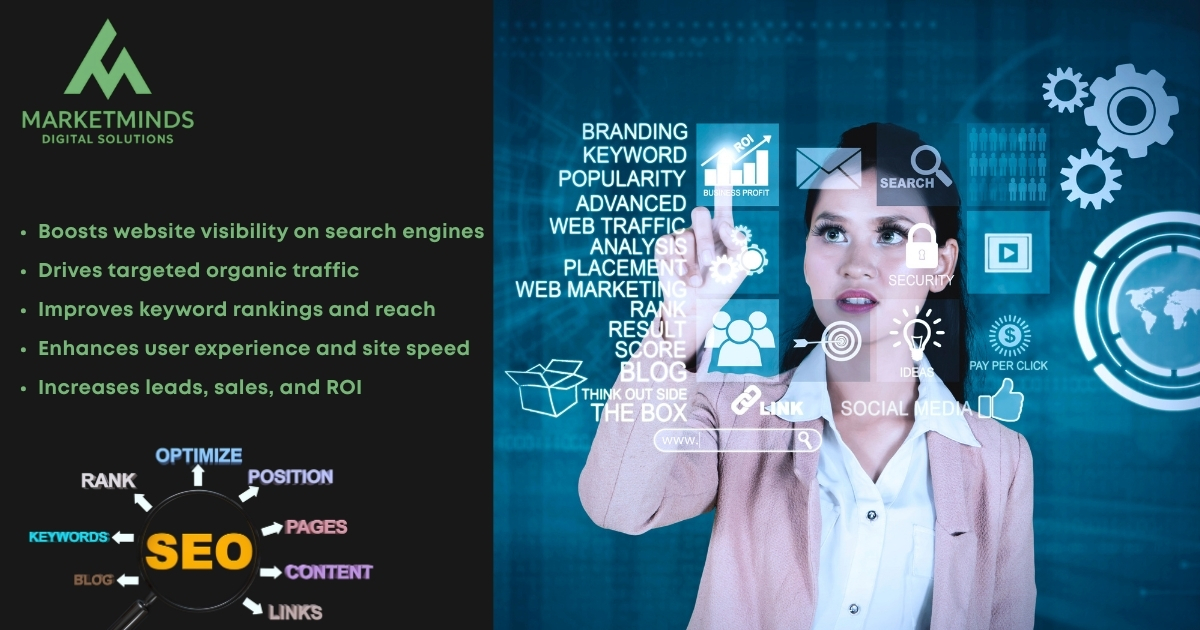 MARKETMINDS
DIGITAL SOLUTIONS
• Boosts website visibility on search engines
• Drives targeted organic traffic
• Improves keyword rankings and reach
• Enhances user experience and site speed
• Increases leads, sales, and ROI
OPTIMIZE
RANK
POSITION
KEYWORDS
SEO
PAGES
BLOG
CONTENT
LINKS
BRANDING
KEYWORD
POPULARITY
ADVANCED
WEB TRAFFIC
ANALYSIS
PLACEMENT
WEB MARKETING
RANK
RESULT
SCORE
BLOG
THINK OUT SIDE
THE BOX
ROI
BUSINESS PROFIT
SEARCH
SECURITY
IDEAS
PAY PER CLICK
LINK
SOCIAL MEDIA
www.
$